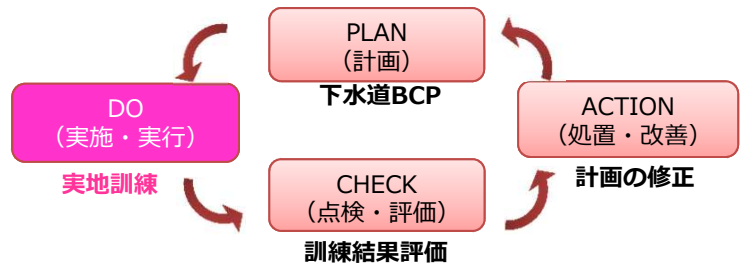 PLAN
（計画）
下水道BCP
DO
（実施・実行）
実地訓練
CHECK
（点検・評価）
訓練結果評価
ACTION
（処置・改善）
計画の修正